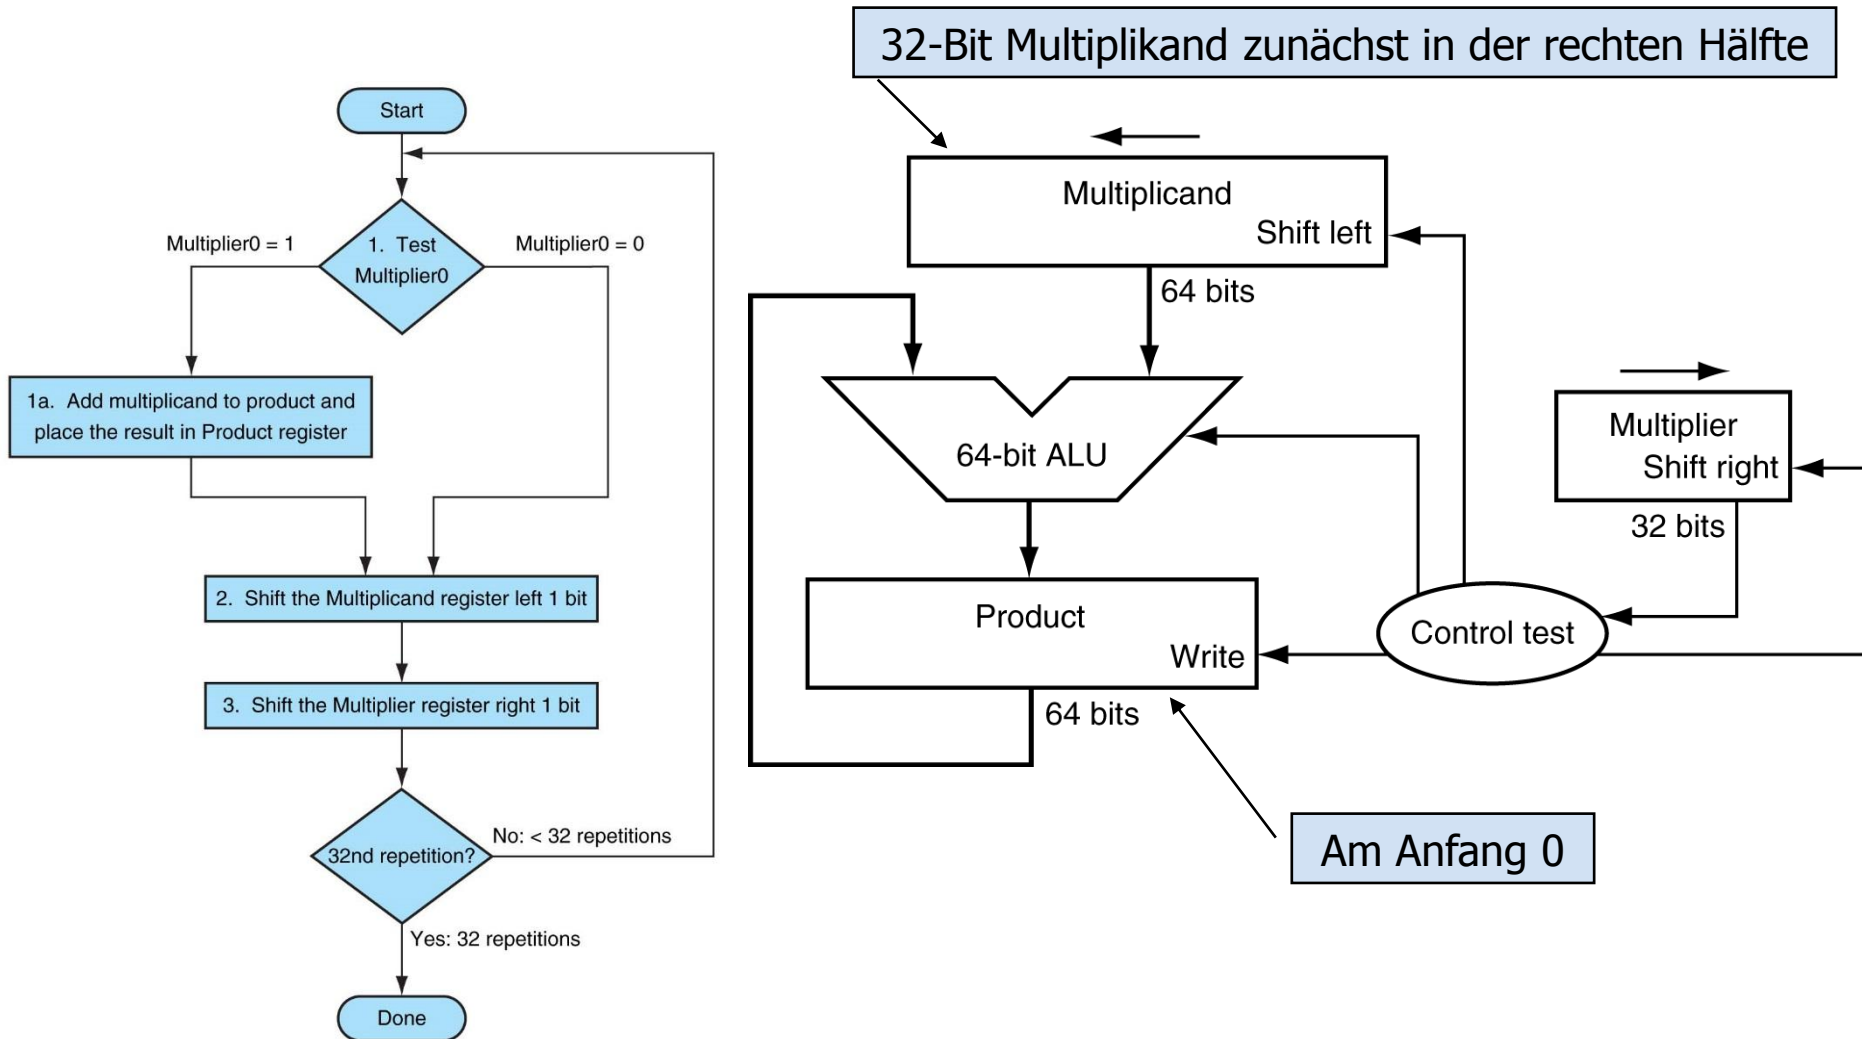 32-Bit Multiplikand zunächst in der rechten Hälfte
Start
Multiplier0 = 1
1. Test
Multiplier0
Multiplier0 = 0
1a. Add multiplicand to product and
place the result in Product register
2. Shift the Multiplicand register left 1 bit
3. Shift the Multiplier register right 1 bit
32nd repetition?
No: < 32 repetitions
Yes: 32 repetitions
Done
Multiplicand
Shift left
64 bits
64-bit ALU
Multiplier
Shift right
32 bits
Product
Write
Control test
64 bits
Am Anfang 0